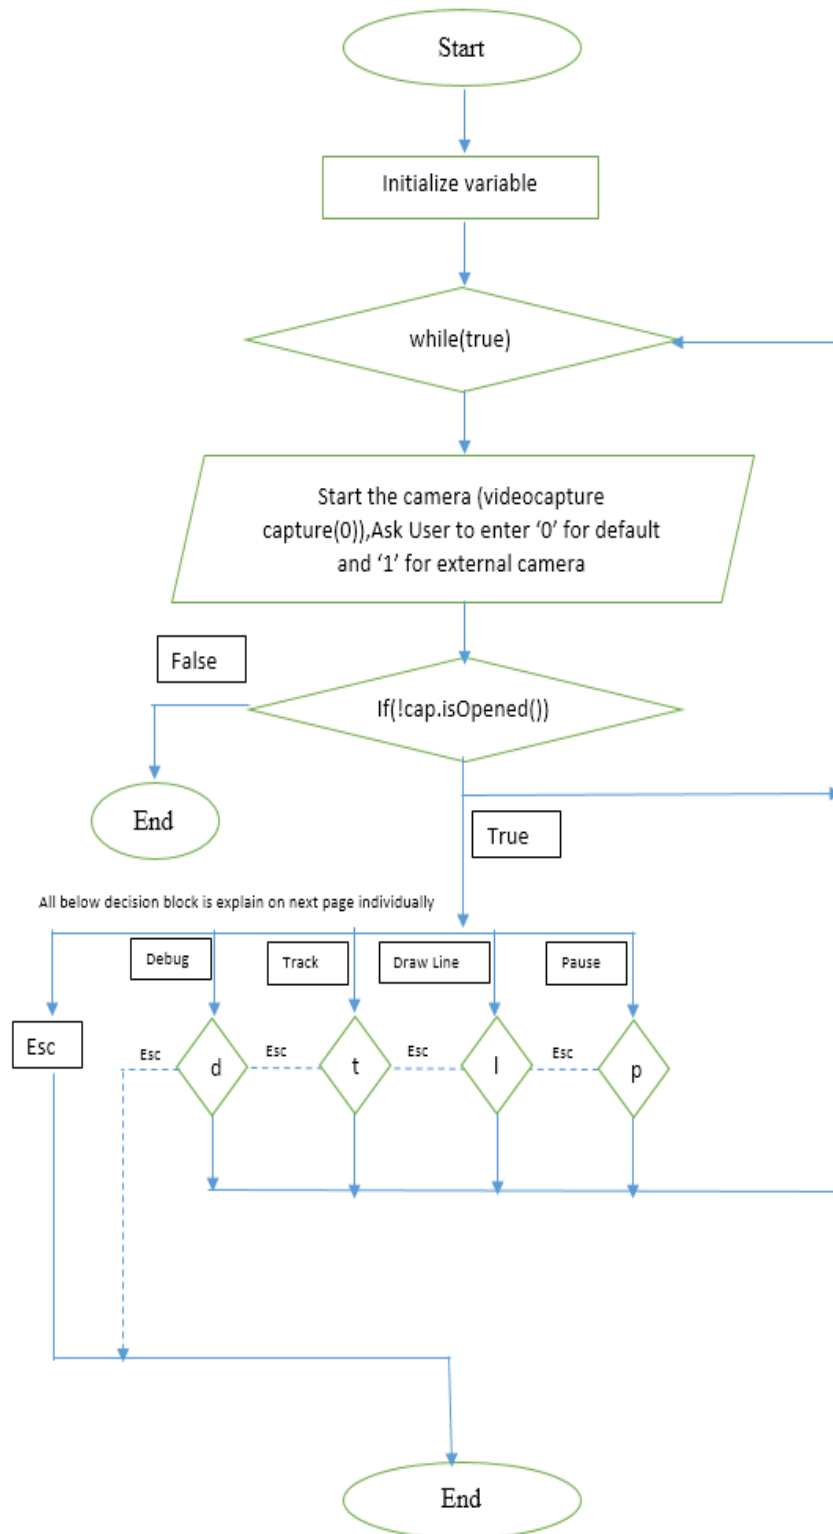 Start
Initialize variable
while(true)
Start the camera (videocapture
capture(0)),Ask User to enter ‘0’ for default
and ‘1’ for external camera
False
If(!cap.isOpened())
End
True
All below decision block is explain on next page individually
Debug
Track
Draw Line
Pause
Esc
Esc
d
Esc
t
Esc
l
Esc
p
End